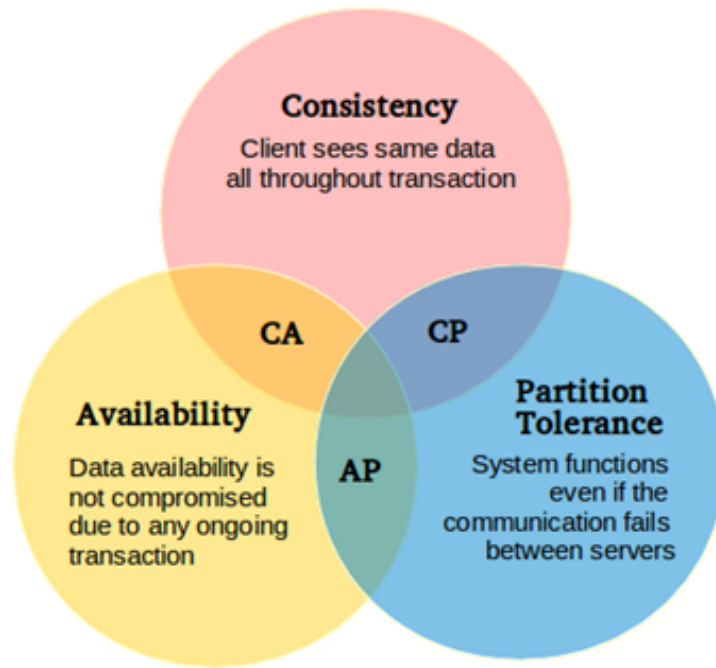 Consistency
Client sees same data
all throughout transaction
CA
CP
Availability
Data availability is
not compromised
due to any ongoing
transaction
AP
Partition
Tolerance
System functions
even if the
communication fails
between servers